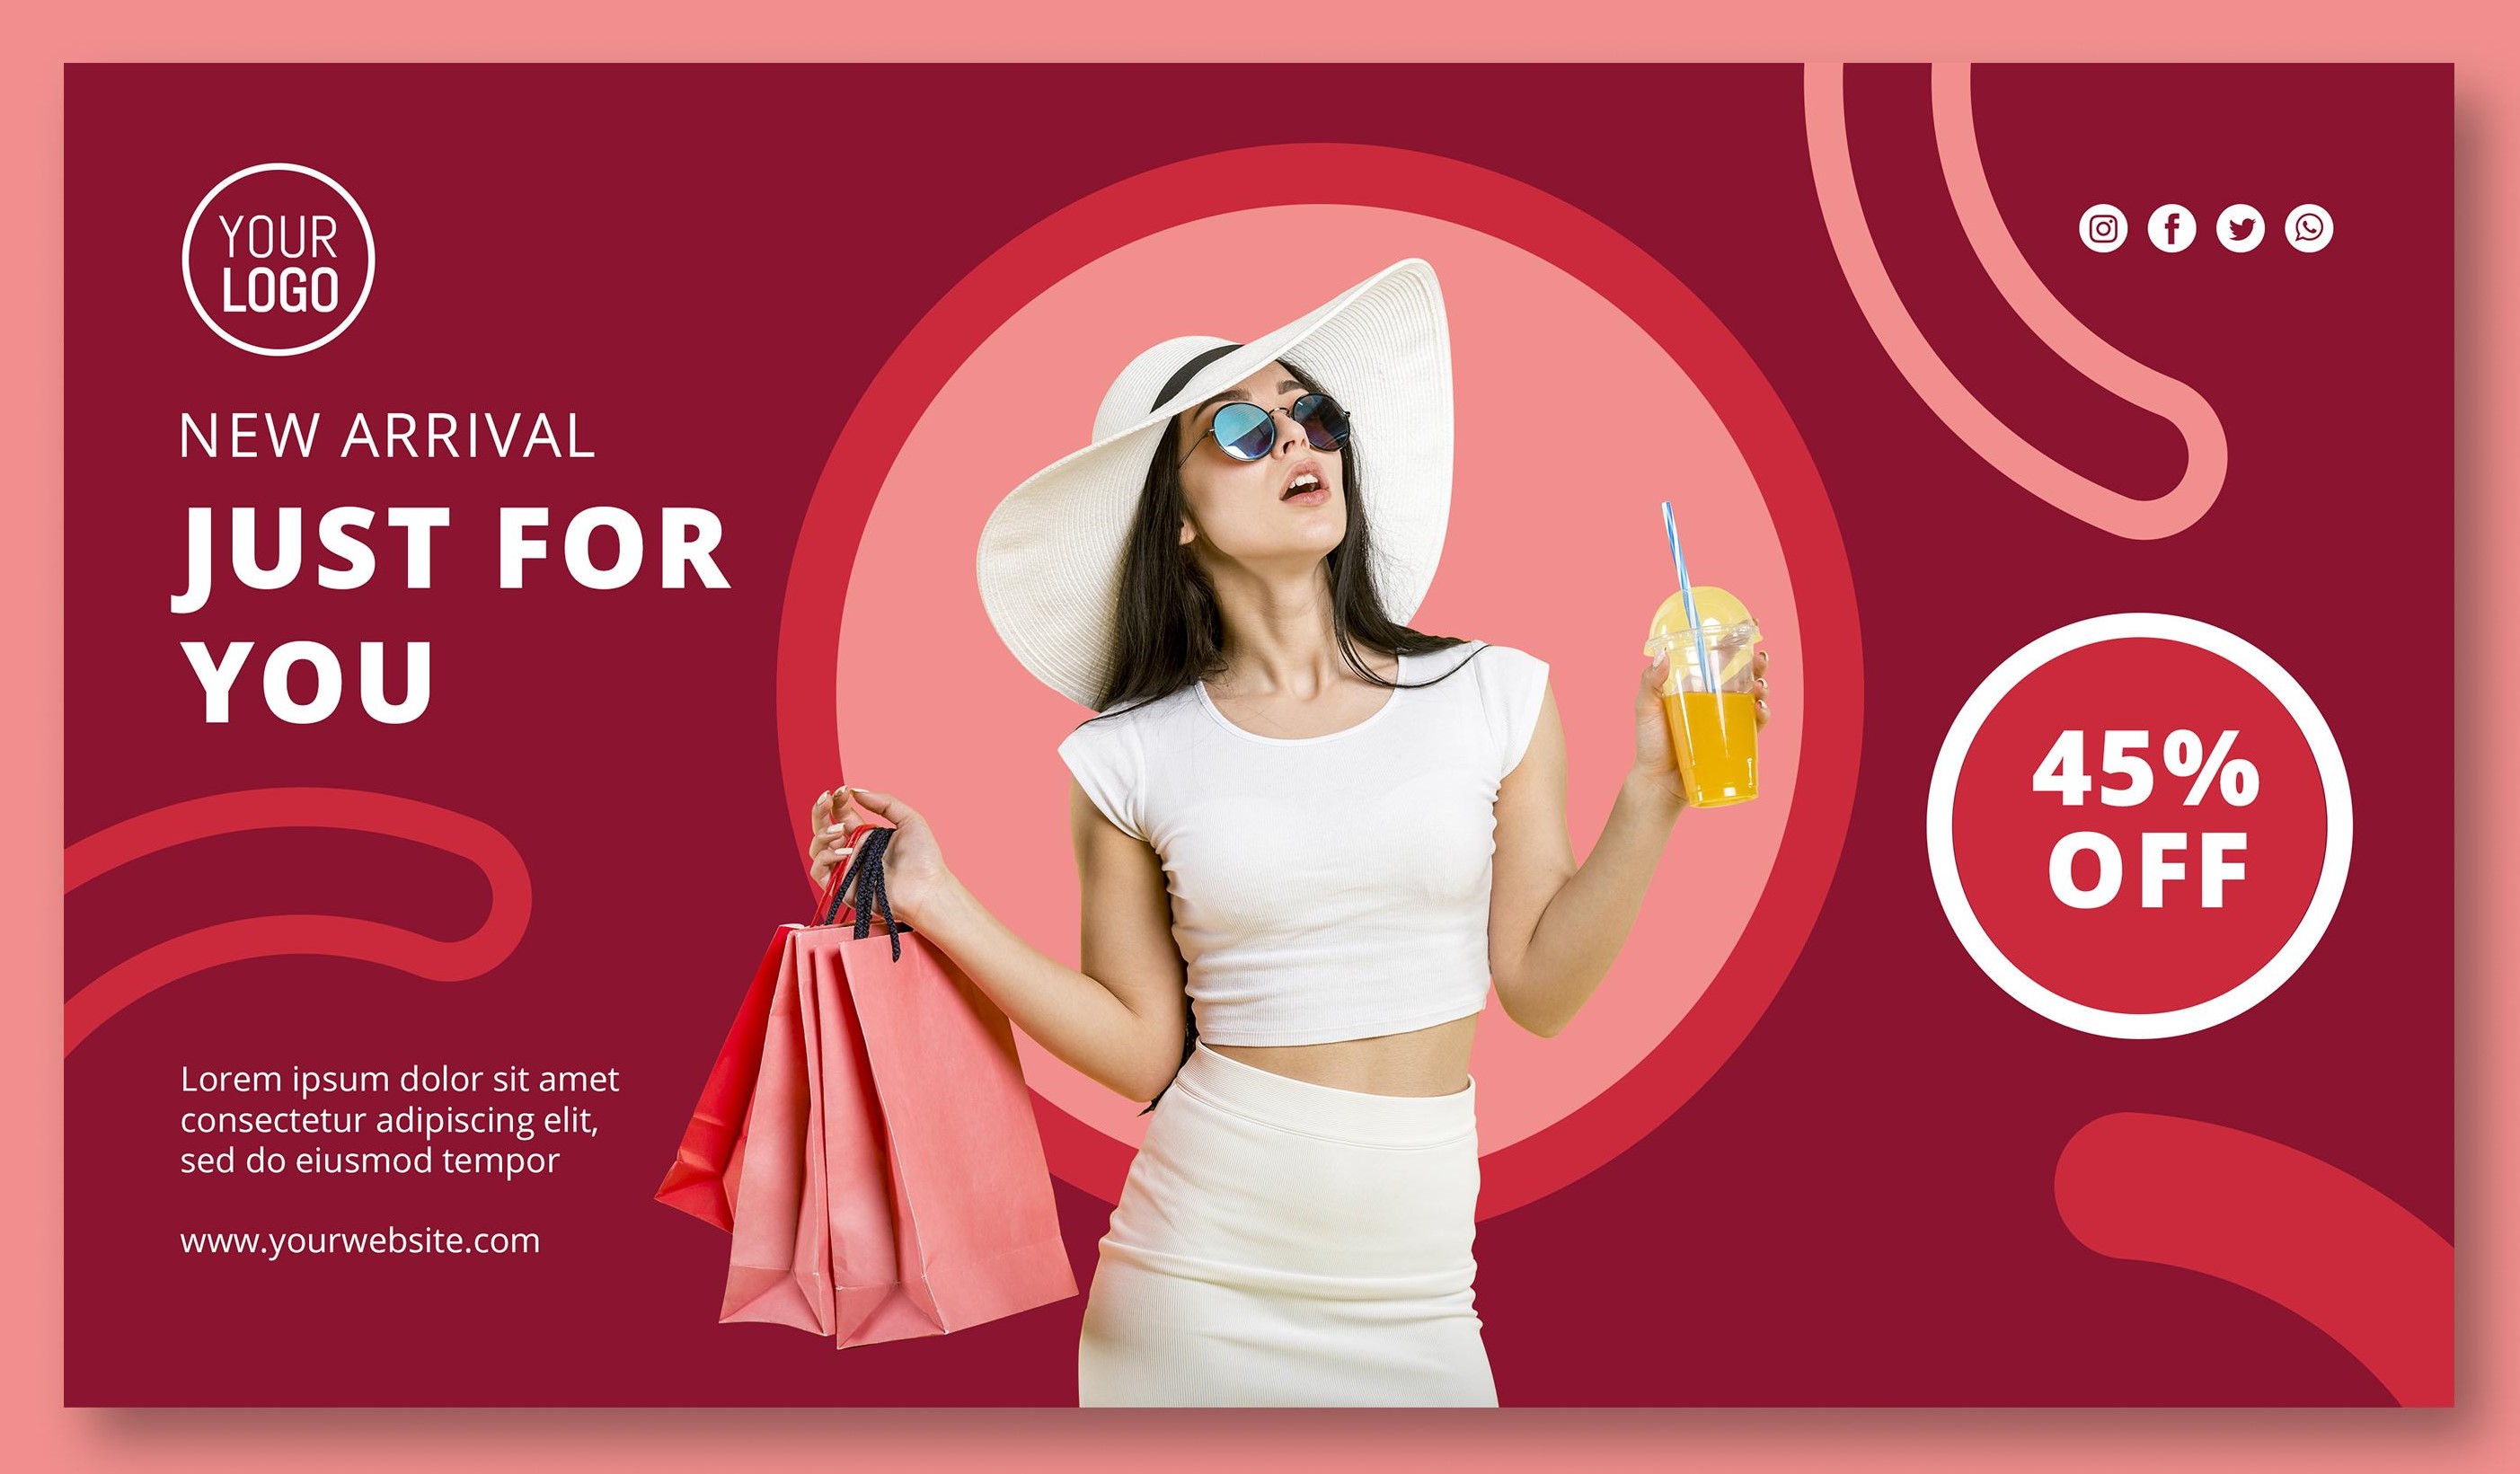 YOUR
LOGO
NEW ARRIVAL
JUST FOR
YOU
45%
OFF
Lorem ipsum dolor sit amet
consectetur adipiscing elit,
sed do eiusmod tempor
www.yourwebsite.com